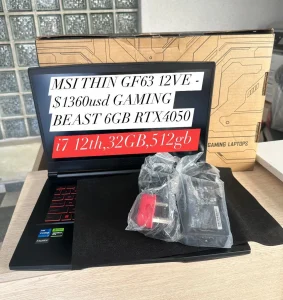 MSI THIN GF63 12VE -
$1360usd GAMING
BEAST 6GB RTX4050
i7 12th,32GB,512gb
GAMING LAPTOPS